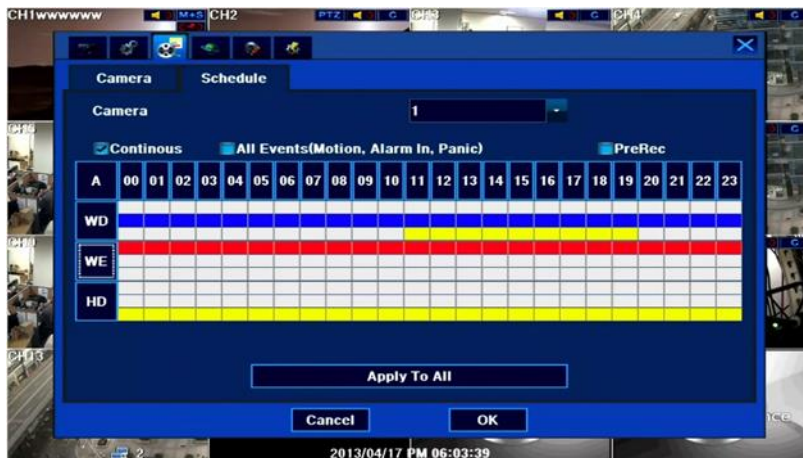 CH1wwwwww M+S CH2 PTZ C CH3 C CH4 C
Camera Schedule
Camera 1
Continous All Events(Motion, Alarm In, Panic) PreRec
A 00 01 02 03 04 05 06 07 08 09 10 11 12 13 14 15 16 17 18 19 20 21 22 23
WD
WE
HD
CH13
Apply To All
Cancel OK
2 2013/04/17 PM 06:03:39